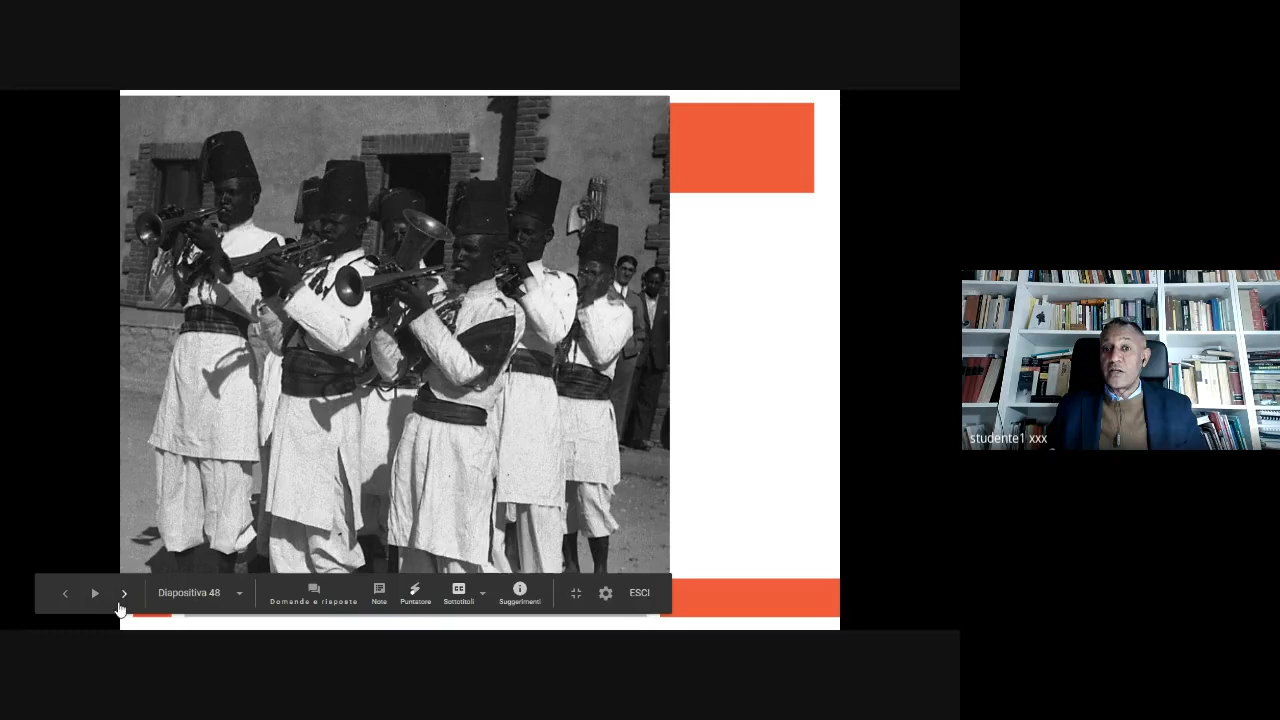 studente1 xxx
Diapositiva 48
Domande e risposte
Note
Puntatore
Sottotitoli
Suggerimenti
ESCI